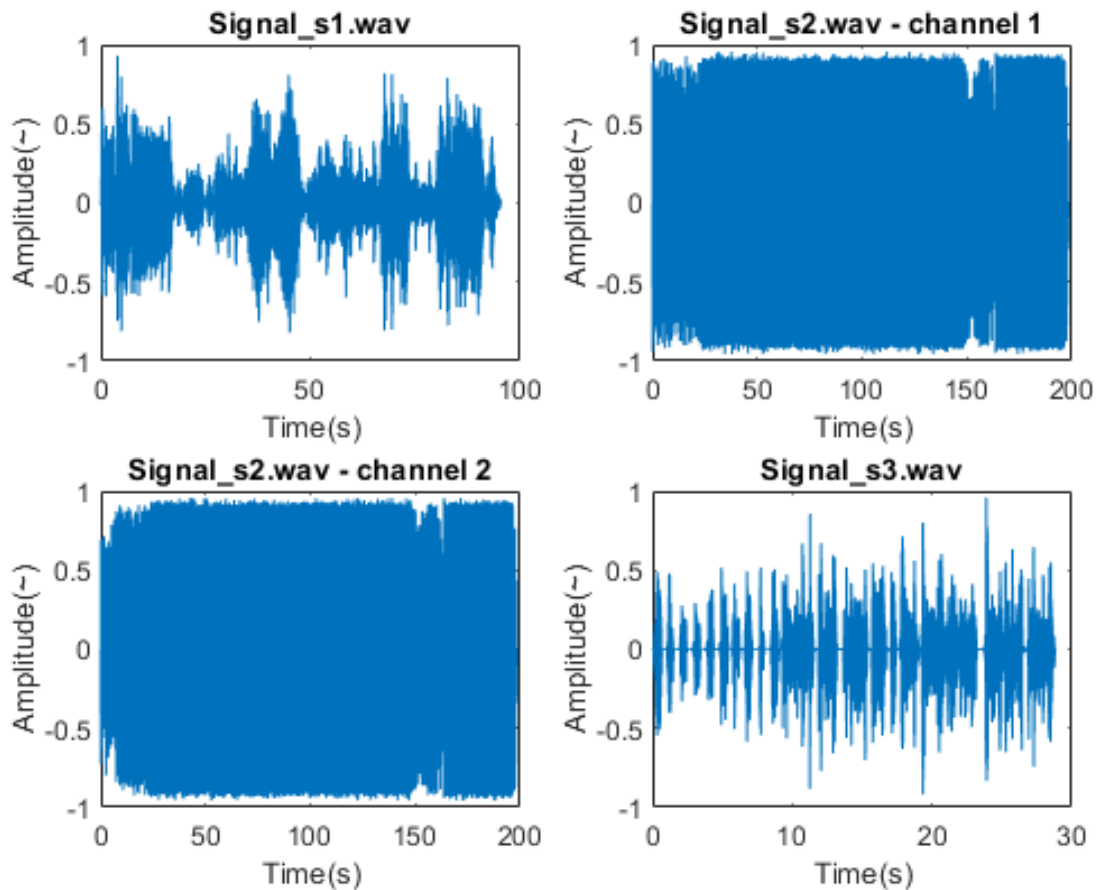 Signal_s1.wav
Amplitude(~)
1
0.5
0
-0.5
-1
0 50 100
Time(s)
Signal_s2.wav - channel 1
Amplitude(~)
1
0.5
0
-0.5
-1
0 50 100 150 200
Time(s)
Signal_s2.wav - channel 2
Amplitude(~)
1
0.5
0
-0.5
-1
0 50 100 150 200
Time(s)
Signal_s3.wav
Amplitude(~)
1
0.5
0
-0.5
-1
0 10 20 30
Time(s)